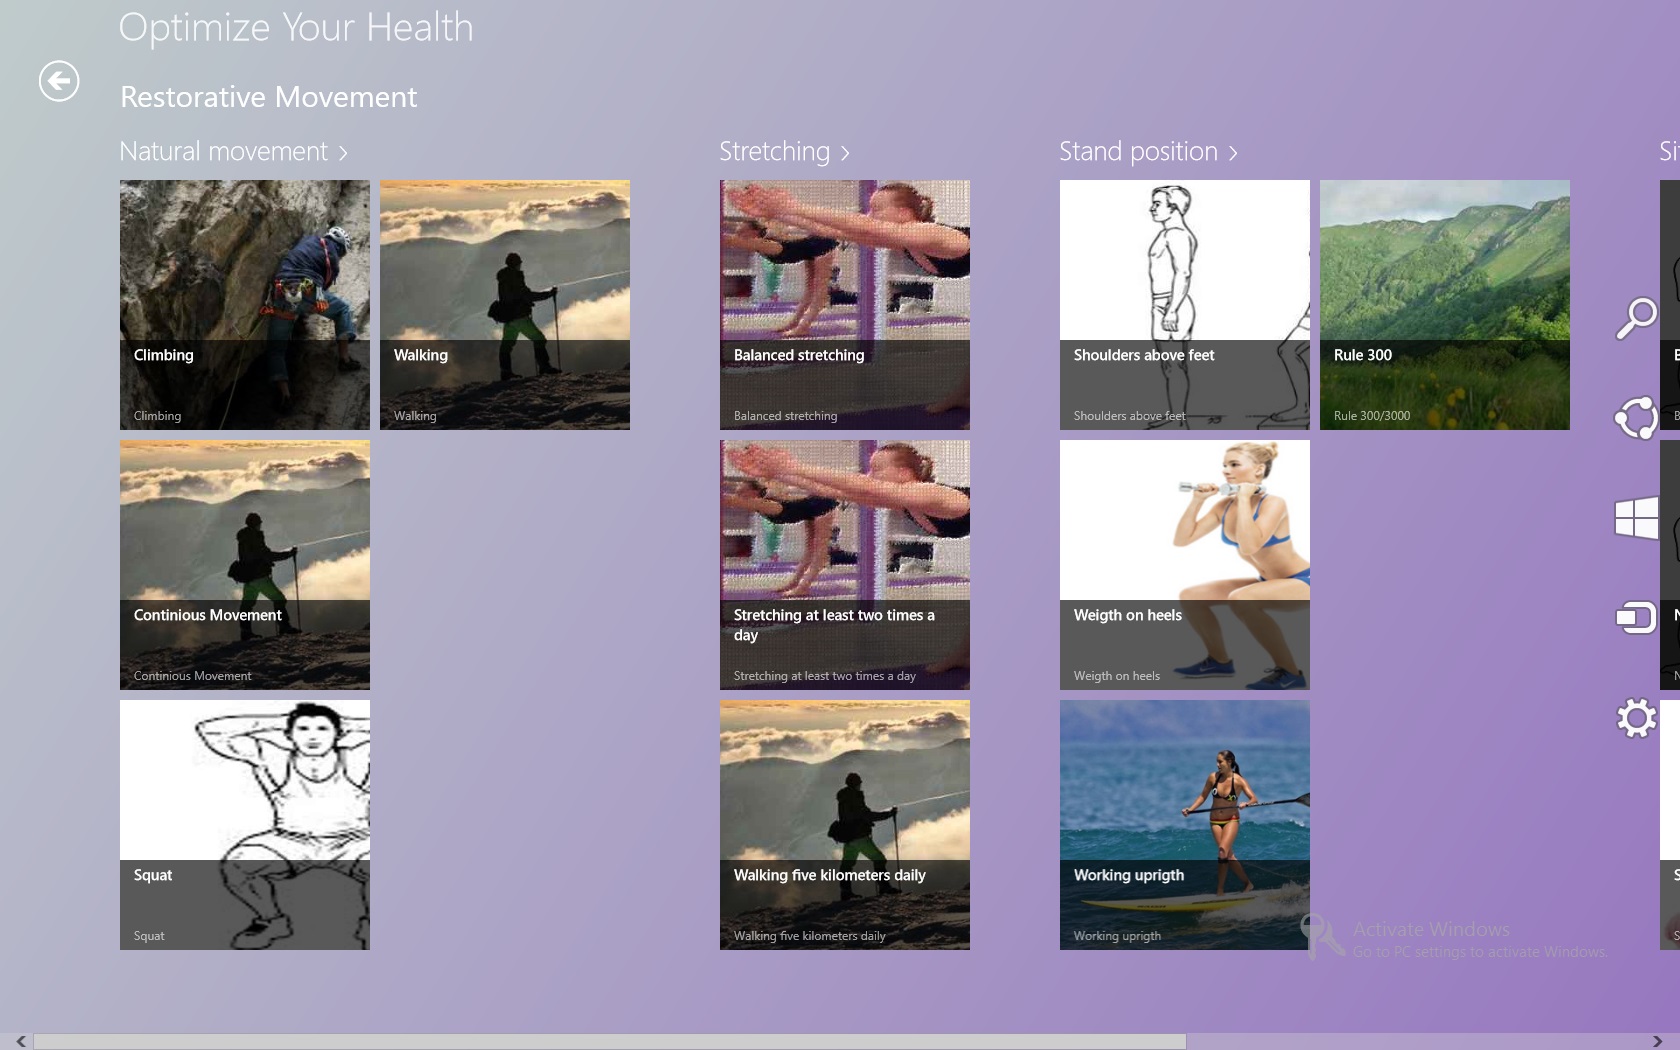 Optimize Your Health
Restorative Movement
Natural movement
Climbing
Climbing
Walking
Walking
Continious Movement
Continious Movement
Squat
Squat
Stretching
Balanced stretching
Balanced stretching
Stretching at least two times a
day
Stretching at least two times a day
Walking five kilometers daily
Walking five kilometers daily
Stand position
Shoulders above feet
Shoulders above feet
Rule 300
Rule 300/3000
Weigth on heels
Weigth on heels
Working uprigth
Working uprigth
Activate Windows
Go to PC settings to activate Windows.